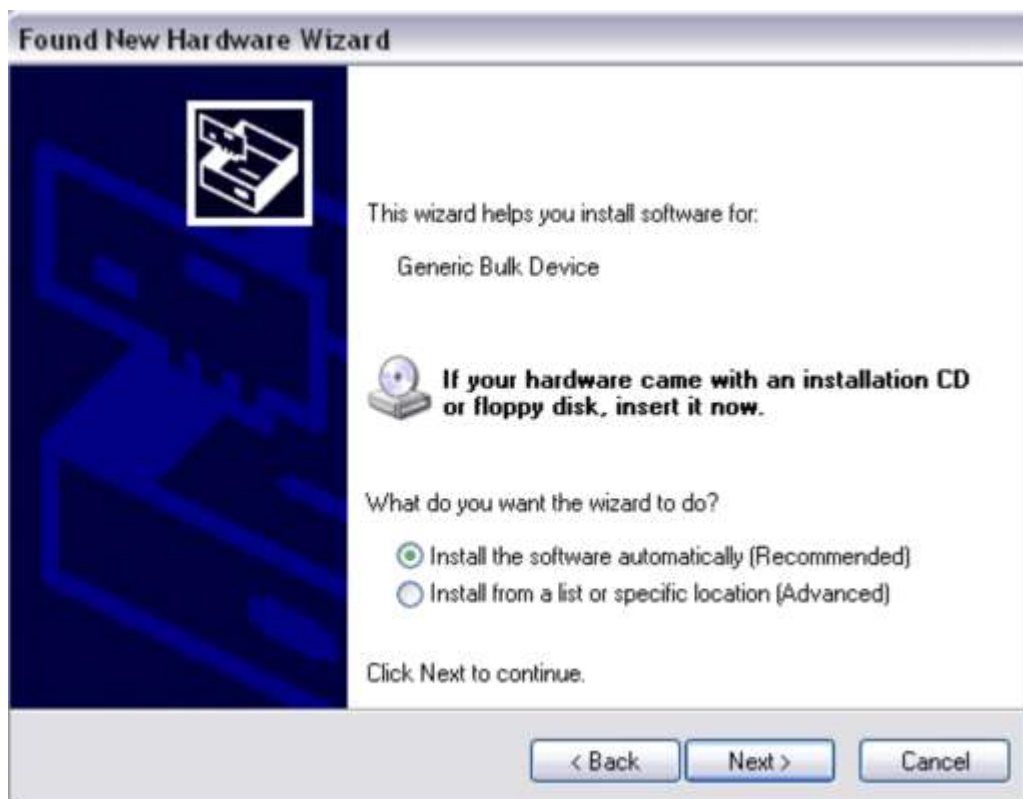 Found New Hardware Wizard
This wizard helps you install software for:
Generic Bulk Device
If your hardware came with an installation CD
or floppy disk, insert it now.
What do you want the wizard to do?
Install the software automatically (Recommended)
Install from a list or specific location (Advanced)
Click Next to continue.
< Back
Next >
Cancel